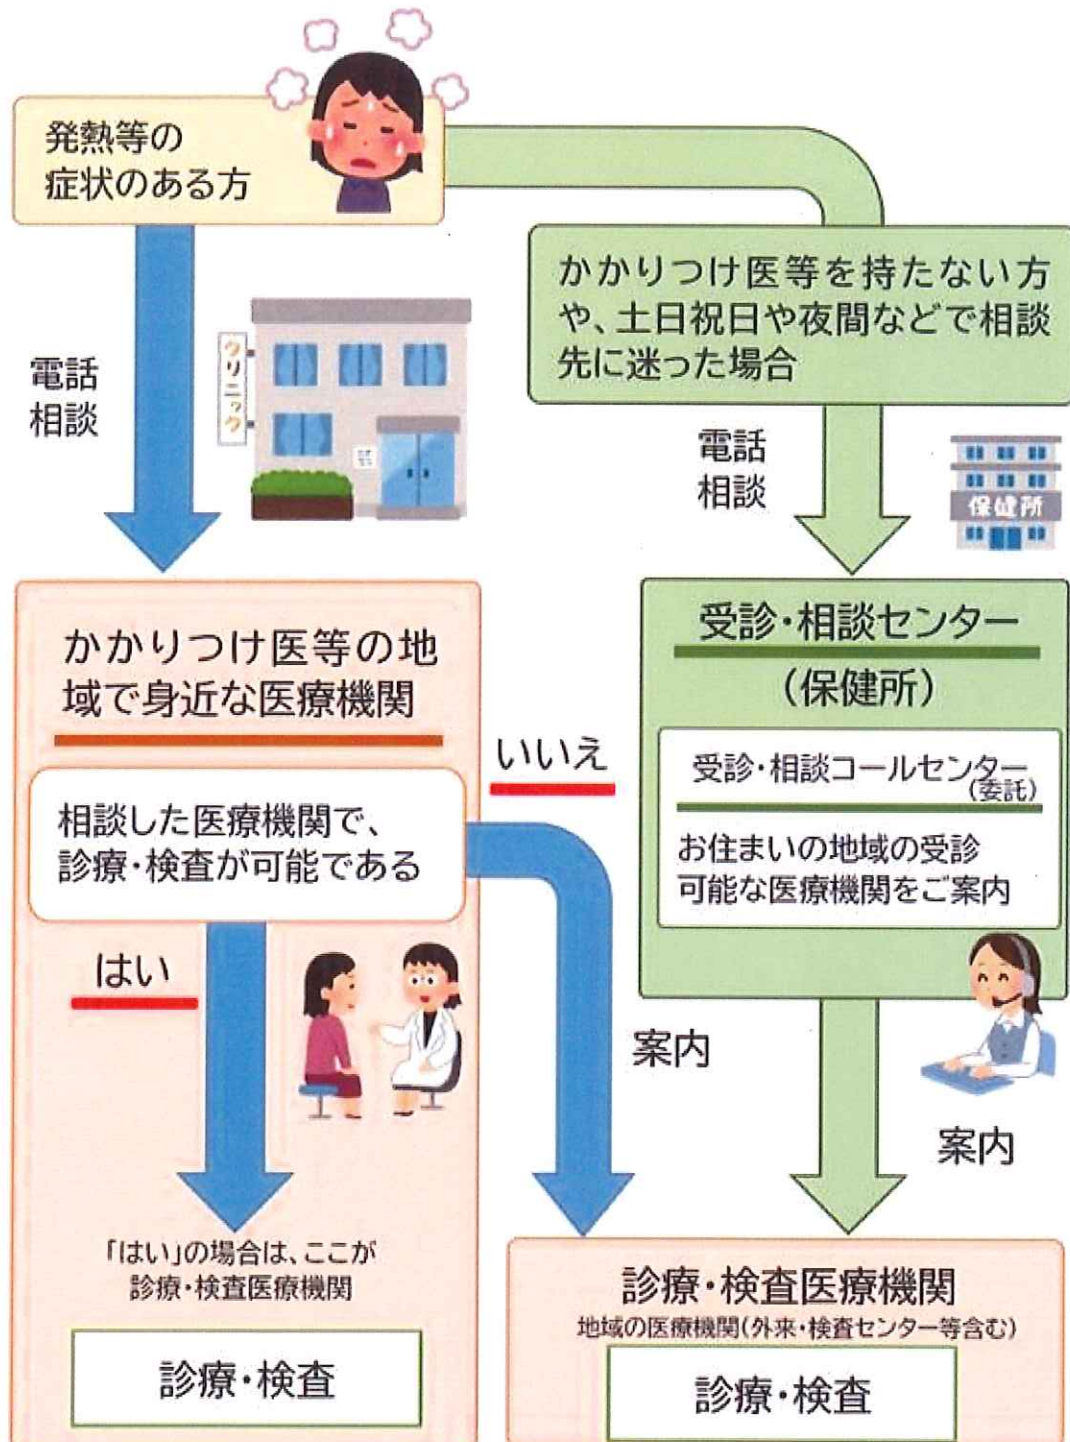 発熱等の
症状のある方
かかりつけ医等を持たない方
や、土日祝日や夜間などで相談
先に迷った場合
電話
相談
クリニック
電話
相談
保健所
かかりつけ医等の地
域で身近な医療機関
相談した医療機関で、
診療・検査が可能である
いいえ
はい
案内
受診・相談センター
(保健所)
受診・相談コールセンター
(委託)
お住まいの地域の受診
可能な医療機関をご案内
案内
「はい」の場合は、ここが
診療・検査医療機関
診療・検査
診療・検査医療機関
地域の医療機関(外来・検査センター等含む)
診療・検査